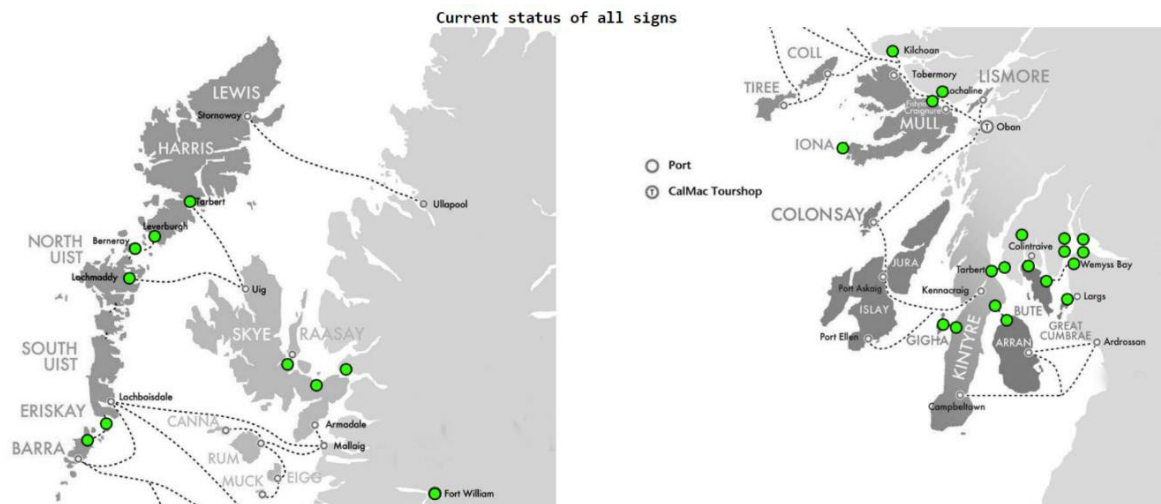 Current status of all signs
LEWIS
Stornoway
HARRIS
Ullapool
Tarbert
Leverburgh
Berneray
NORTH
UIST
Lochmaddy
Uig
SKYE
RAASAY
SOUTH
UIST
Lochboisdale
ERISKAY
CANNA
Armadale
BARRA
RUM
Mallaig
MUCK
EIGG
Fort William
COLL
Kilchoan
Tobermory
TIREE
LISMORE
Lochaline
Fishnish
Craignure
MULL
T Oban
IONA
Port
T CalMac Tourshop
COLONSAY
Colintraive
JURA
Tarbert
Wemyss Bay
Port Askaig
Kennacraig
ISLAY
Largs
BUTE
Port Ellen
GIGHA
KINTYRE
GREAT
CUMBRAE
ARRAN
Ardrossan
Campbeltown